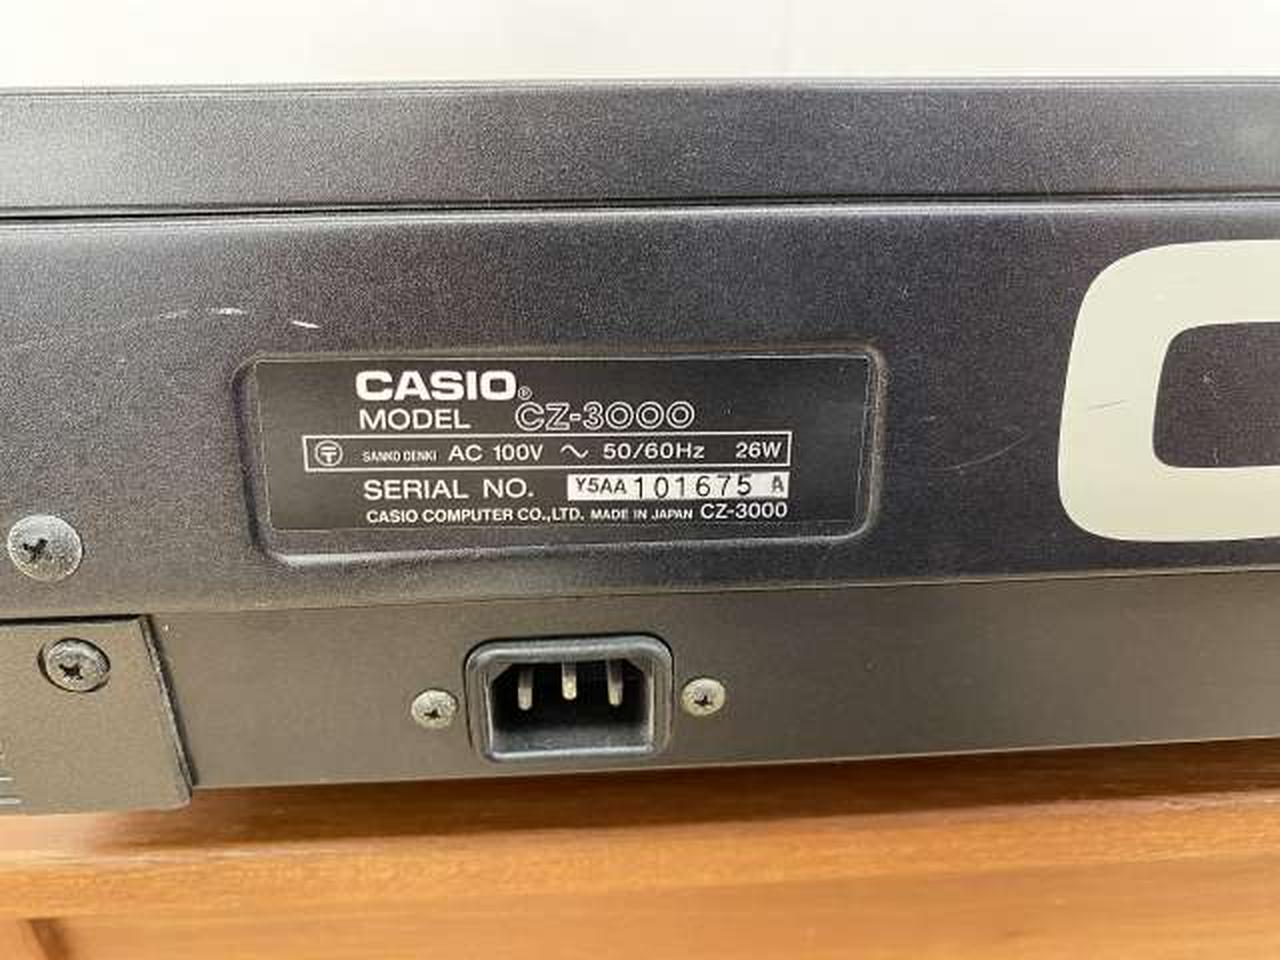 CASIO®
MODEL CZ-3000
〒 SANKO DENKI AC 100V ~ 50/60Hz 26W
SERIAL NO. Y5AA 101675 A
CASIO COMPUTER CO.,LTD. MADE IN JAPAN CZ-3000
C